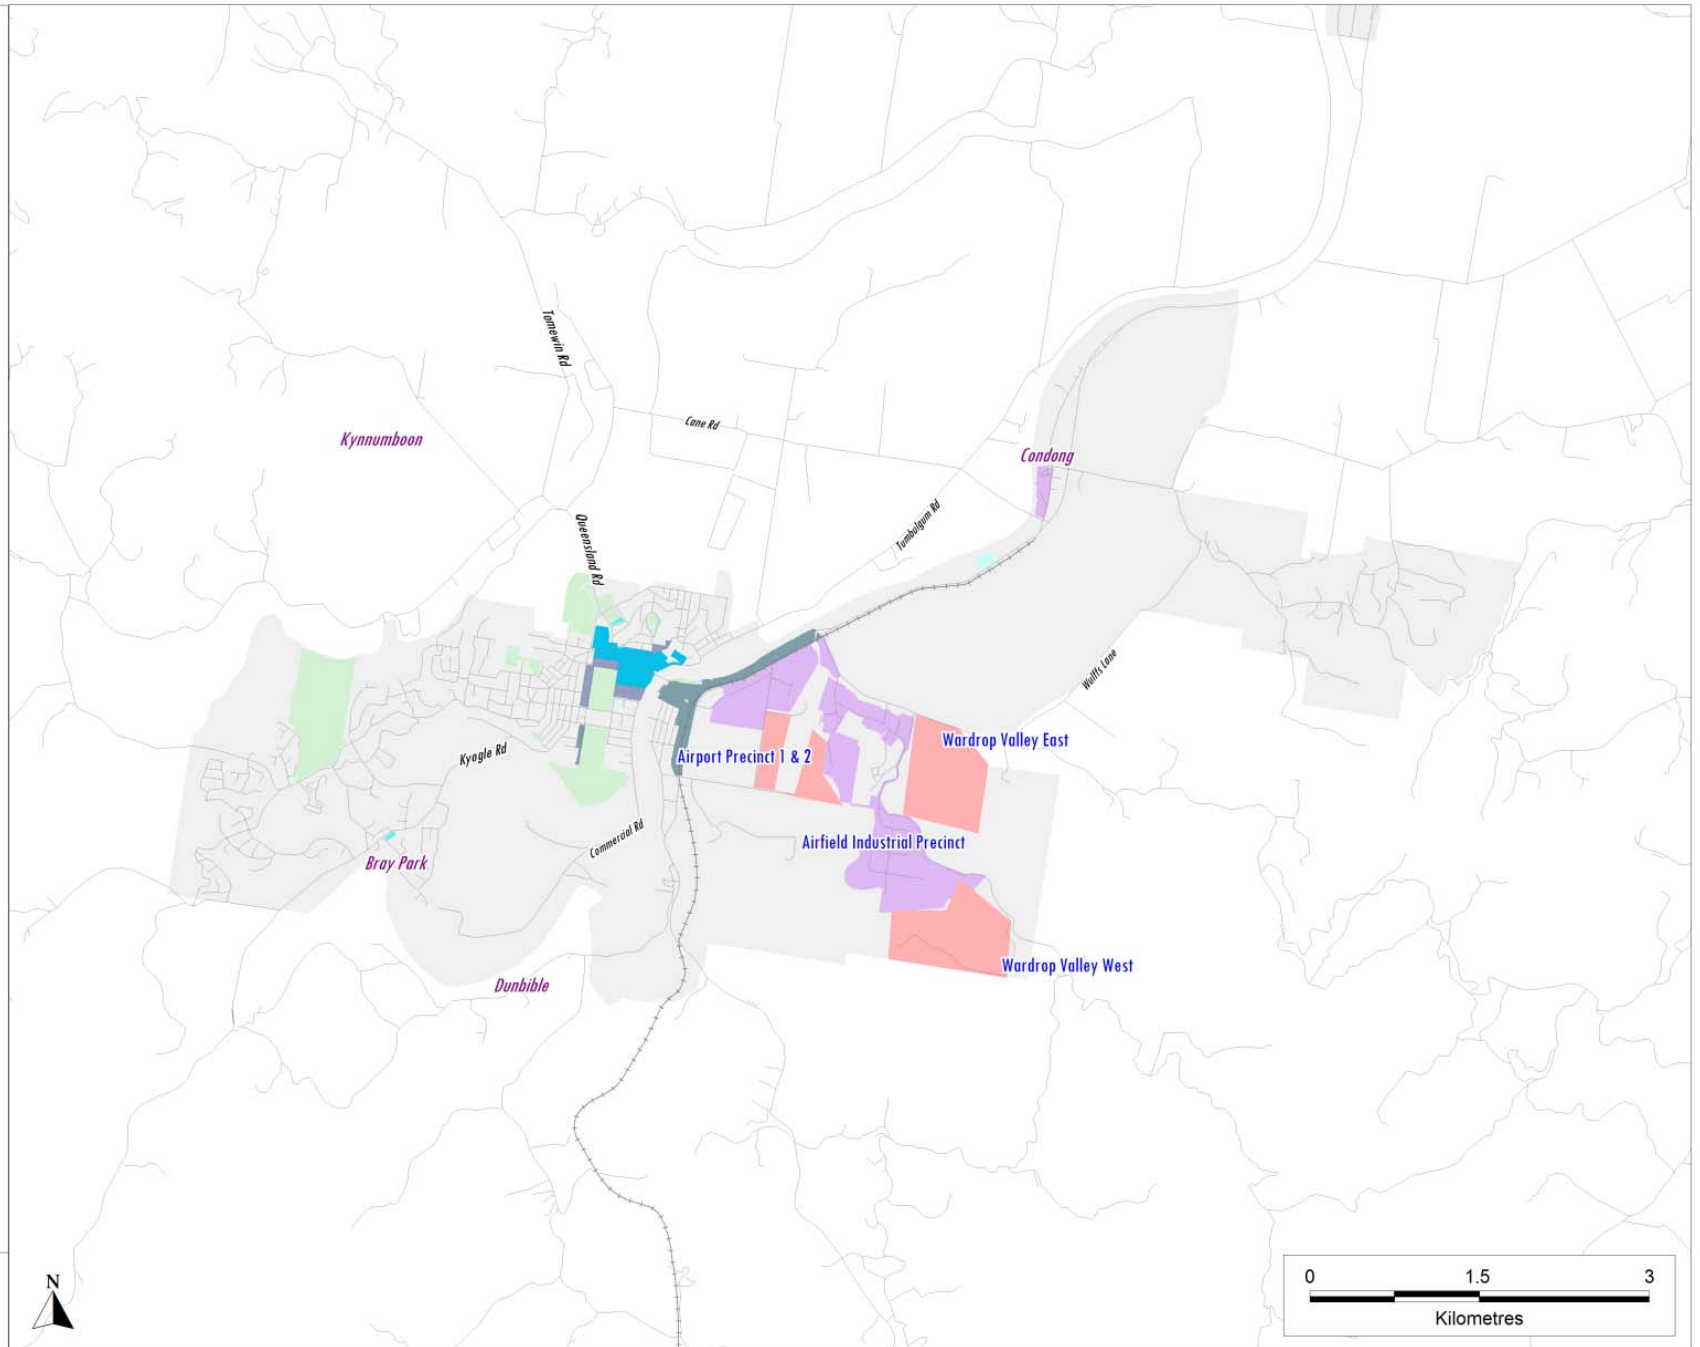 Tomewin Rd
Cane Rd
Kynnumboon
Condong
Queensland Rd
Tumbulgum Rd
Wulffs Lane
Wardrop Valley East
Kyogle Rd
Airport Precinct 1 & 2
Commercial Rd
Airfield Industrial Precinct
Bray Park
Wardrop Valley West
Dunbible
N
0 1.5 3
Kilometres